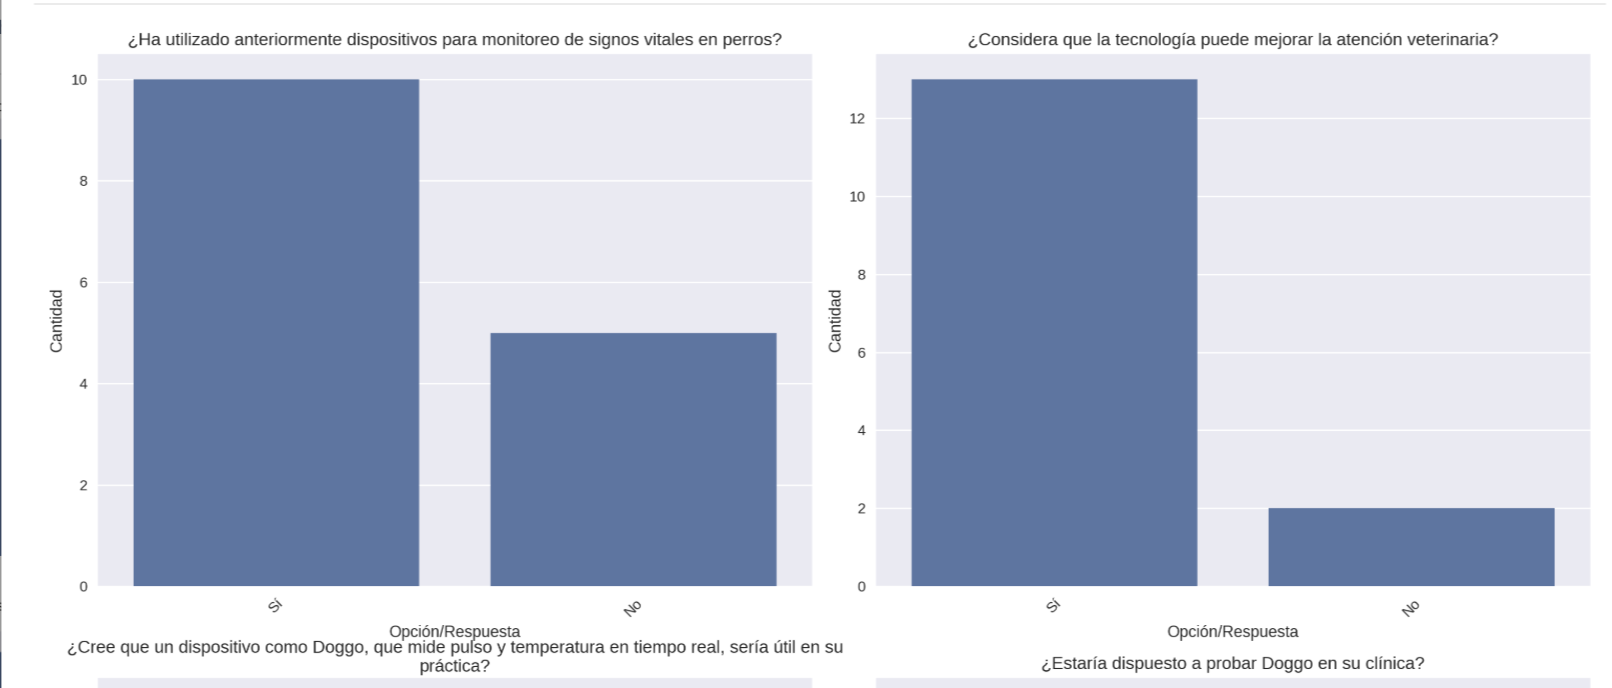 ¿Ha utilizado anteriormente dispositivos para monitoreo de signos vitales en perros?
10
8
6
4
2
0
Cantidad
Sí
No
Opción/Respuesta
¿Considera que la tecnología puede mejorar la atención veterinaria?
12
10
8
6
4
2
0
Cantidad
Sí
No
Opción/Respuesta
¿Cree que un dispositivo como Doggo, que mide pulso y temperatura en tiempo real, sería útil en su
práctica?
¿Estaría dispuesto a probar Doggo en su clínica?